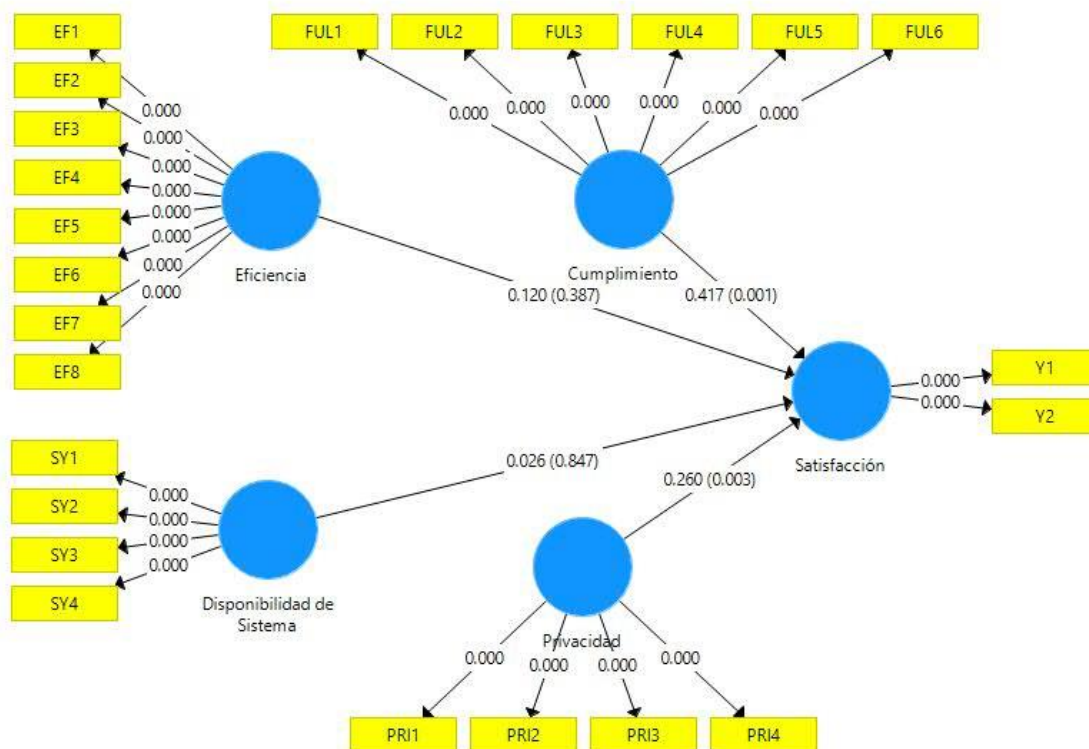 EF1
EF2
EF3
EF4
EF5
EF6
EF7
EF8
0.000
0.000
0.000
0.000
0.000
0.000
0.000
0.000
Eficiencia
FUL1
FUL2
FUL3
FUL4
FUL5
FUL6
0.000
0.000
0.000
0.000
0.000
0.000
Cumplimiento
0.120 (0.387)
0.417 (0.001)
Y1
Y2
0.000
0.000
Satisfacción
SY1
SY2
SY3
SY4
0.000
0.000
0.000
0.000
Disponibilidad de
Sistema
0.026 (0.847)
0.260 (0.003)
Privacidad
0.000
0.000
0.000
0.000
PRI1
PRI2
PRI3
PRI4